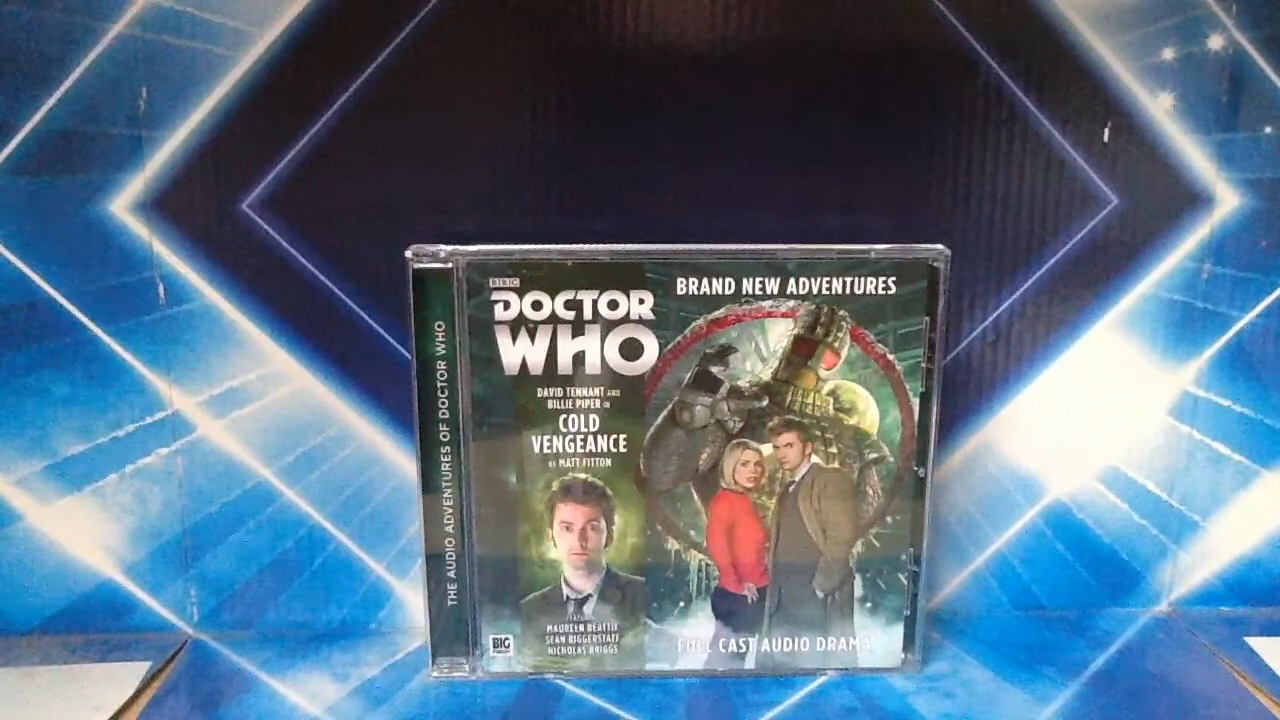 THE AUDIO ADVENTURES OF DOCTOR WHO
BBC
DOCTOR
WHO
DAVID TENNANT AND
BILLIE PIPER IN
COLD
VENGEANCE
BY MATT FITTON
MAUREEN BEATTIE
SEAN BIGGERSTAFF
NICHOLAS BRIGGS
BIG
BRAND NEW ADVENTURES
FULL CAST AUDIO DRAMA